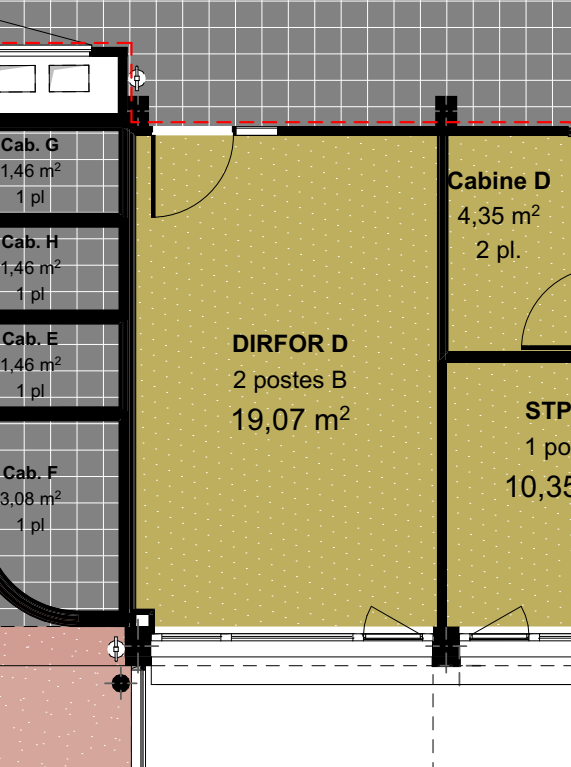 Cab. G
1,46 m²
1 pl
Cab. H
1,46 m²
1 pl
Cab. E
1,46 m²
1 pl
Cab. F
3,08 m²
1 pl
DIRFOR D
2 postes B
19,07 m²
Cabine D
4,35 m²
2 pl.
STP
1 po
10,35